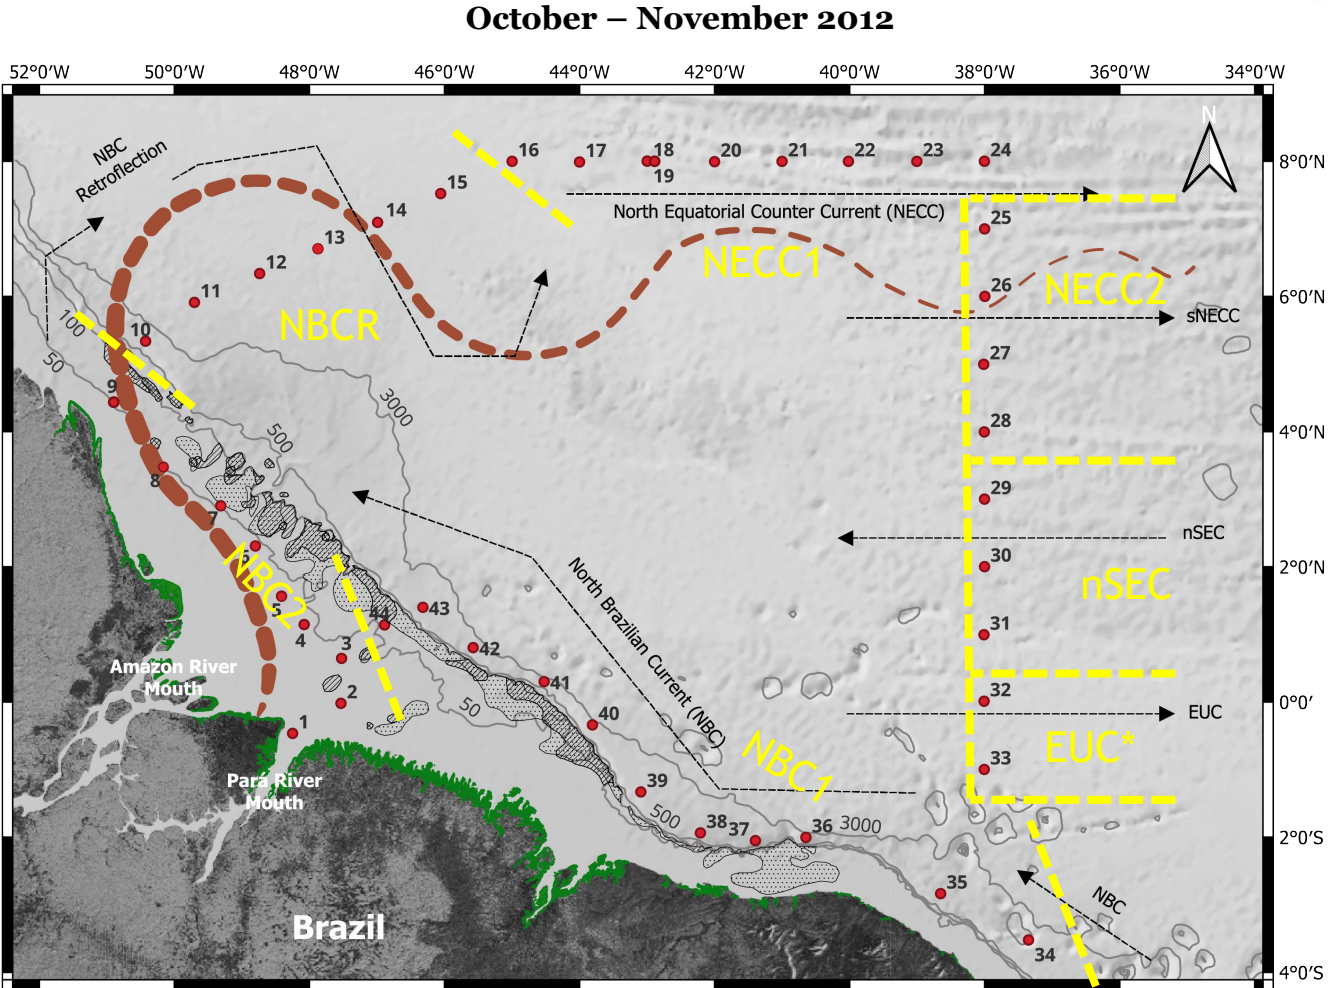 October – November 2012
52°0'W 50°0'W 48°0'W 46°0'W 44°0'W 42°0'W 40°0'W 38°0'W 36°0'W 34°0'W
N
NBC
Retroflection
16 17 18 20 21 22 23 24
19
8°0'N
15
North Equatorial Counter Current (NECC)
14
25
13
12
NECC1
11
26
NECC2
6°0'N
sNECC
100
NBCR
10
27
50
9
3000
500
28
4°0'N
8
29
7
nSEC
6
30
2°0'N
NBC2
North Brazilian Current (NBC)
nSEC
5
43
44
4
31
3
42
Amazon River
Mouth
41
2
32
0°0'
50
40
EUC
1
EUC*
33
NBC1
Pará River
Mouth
39
500
38 37 36 3000
2°0'S
35
NBC
Brazil
34
4°0'S